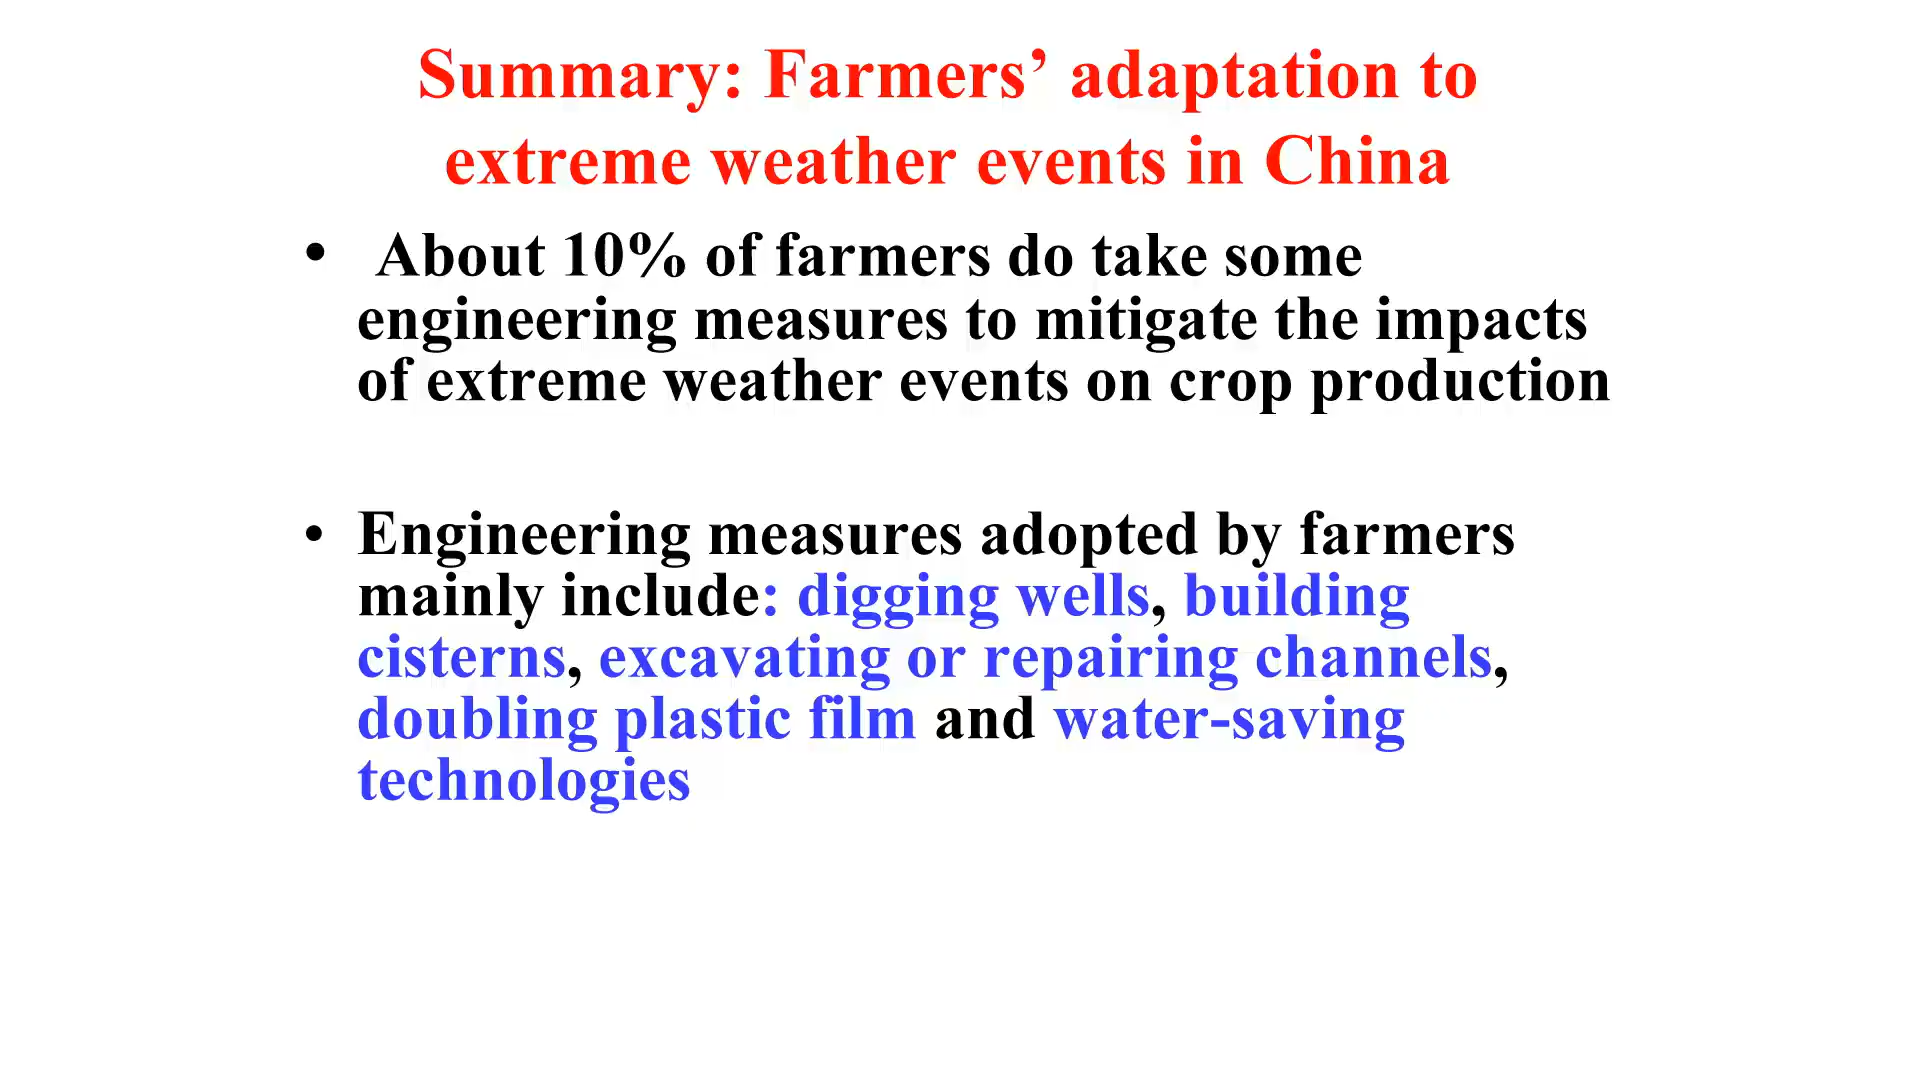 Summary: Farmers’ adaptation to
extreme weather events in China
• About 10% of farmers do take some
engineering measures to mitigate the impacts
of extreme weather events on crop production
• Engineering measures adopted by farmers
mainly include: digging wells, building
cisterns, excavating or repairing channels,
doubling plastic film and water-saving
technologies